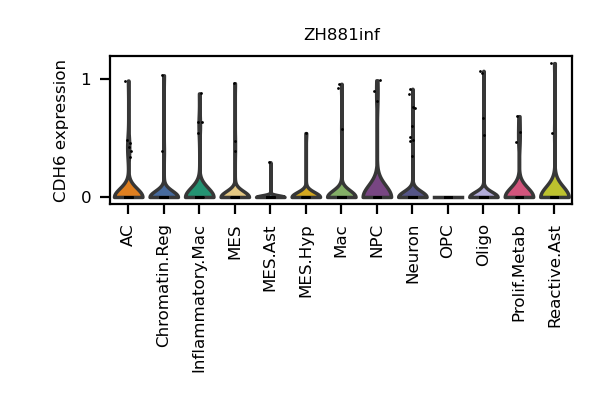 ZH881inf
CDH6 expression
1
0
AC
Chromatin.Reg
Inflammatory.Mac
MES
MES.Ast
MES.Hyp
Mac
NPC
Neuron
OPC
Oligo
Prolif.Metab
Reactive.Ast